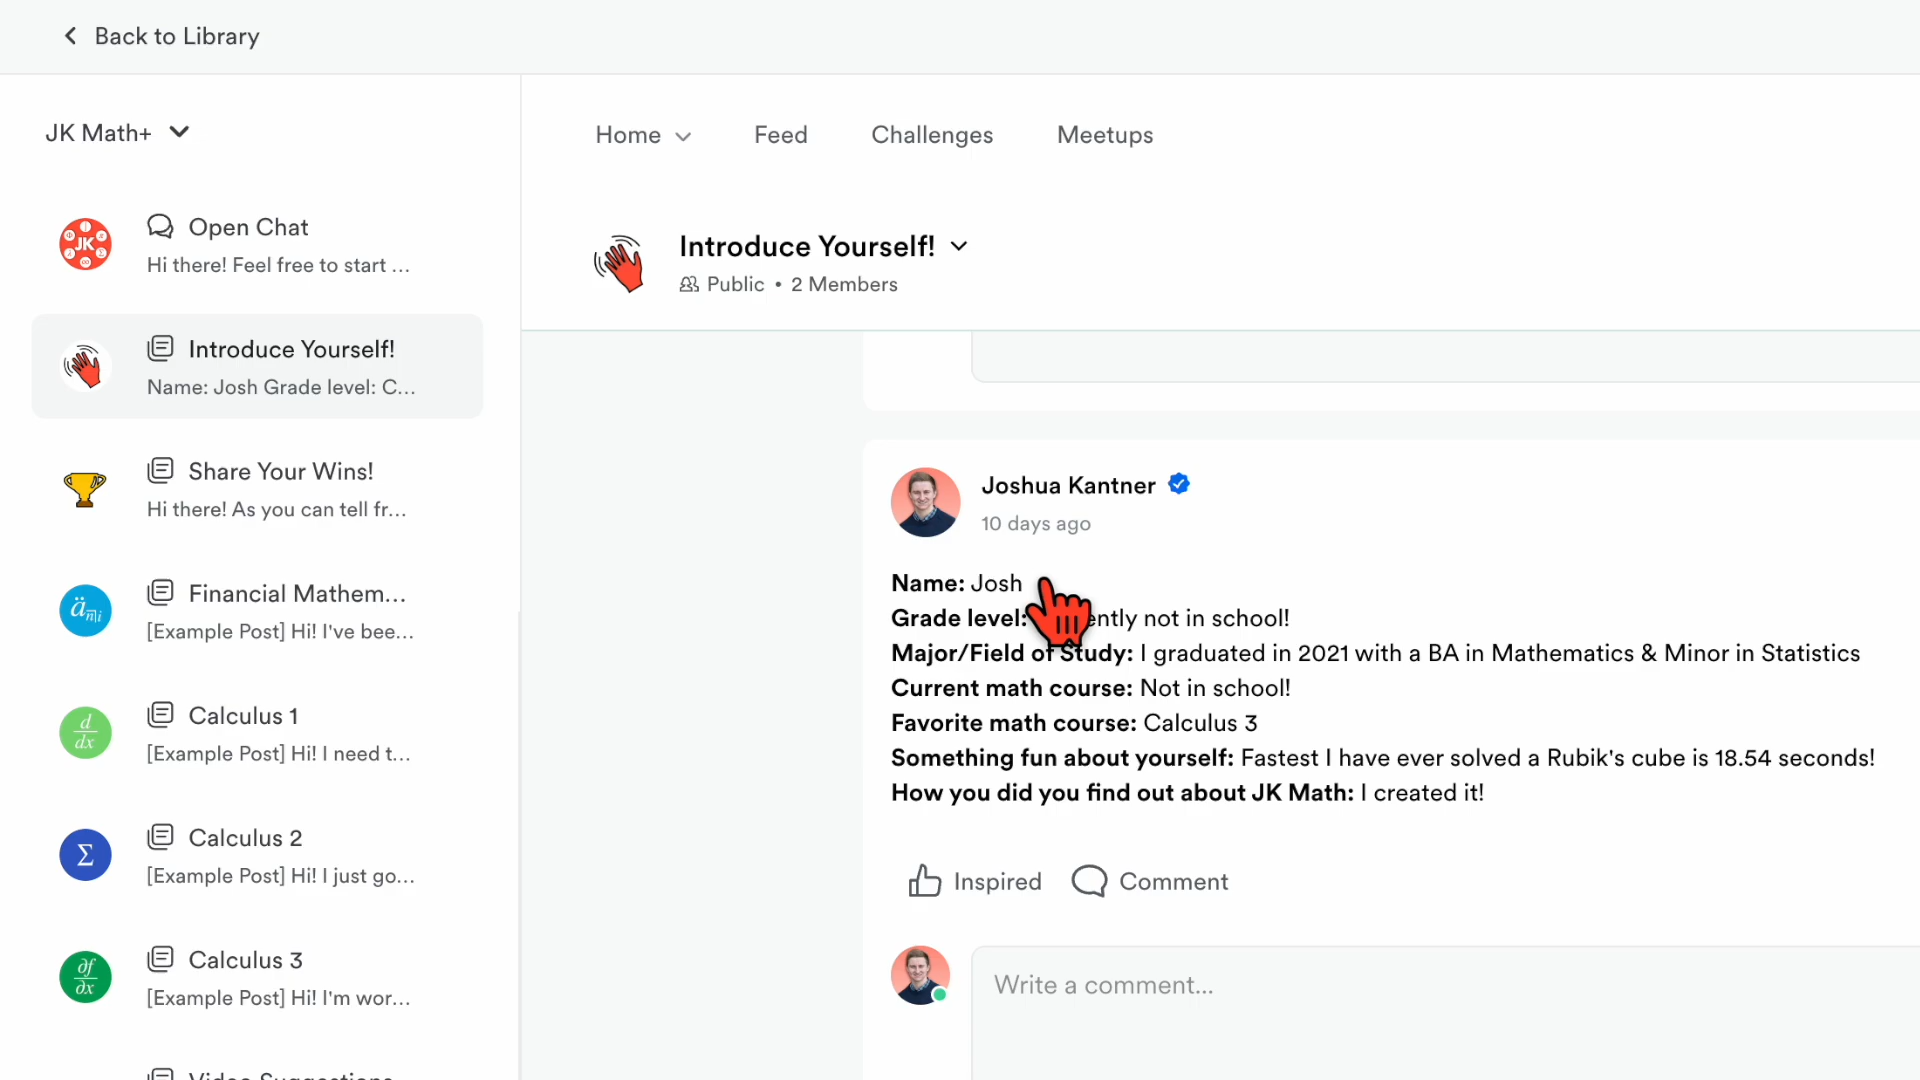 Back to Library
JK Math+
Home
Feed
Challenges
Meetups
Open Chat
Hi there! Feel free to start ...
Introduce Yourself!
Name: Josh Grade level: C...
Share Your Wins!
Hi there! As you can tell fr...
Financial Mathem...
[Example Post] Hi! I've bee...
Calculus 1
[Example Post] Hi! I need t...
Calculus 2
[Example Post] Hi! I just go...
Calculus 3
[Example Post] Hi! I'm wor...
Introduce Yourself!
Public • 2 Members
Joshua Kantner
10 days ago
Name: Josh
Grade level: not in school!
Major/Field of Study: I graduated in 2021 with a BA in Mathematics & Minor in Statistics
Current math course: Not in school!
Favorite math course: Calculus 3
Something fun about yourself: Fastest I have ever solved a Rubik's cube is 18.54 seconds!
How you did you find out about JK Math: I created it!
Inspired
Comment
Write a comment...